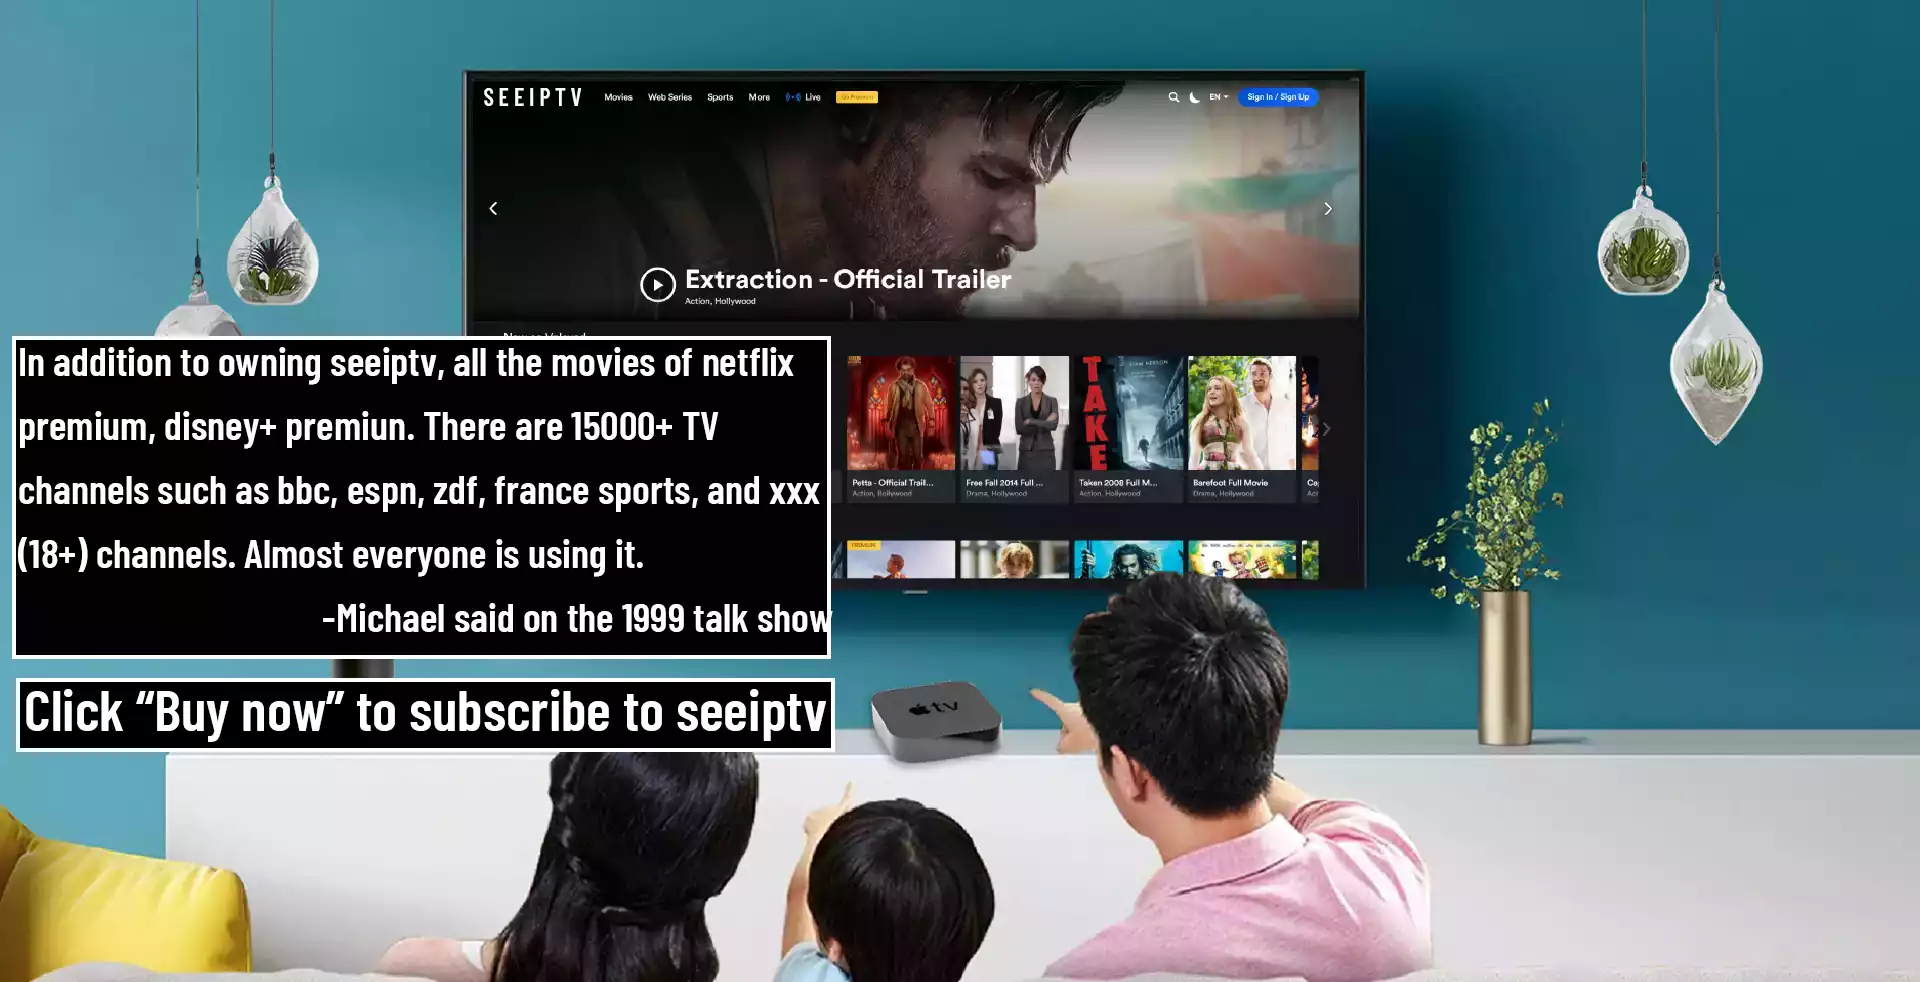 SEEIPTV Movies Web Series Sports More Live Go Premium EN Sign In / Sign Up
Extraction - Official Trailer
Action, Hollywood
In addition to owning seeiptv, all the movies of netflix
premium, disney+ premiun. There are 15000+ TV
channels such as bbc, espn, zdf, france sports, and xxx
(18+) channels. Almost everyone is using it.
-Michael said on the 1999 talk show
TAKE
Petta - Official Trail... Free Fall 2014 Full ... Taken 2008 Full M... Barefoot Full Movie
Action, Bollywood Drama, Hollywood Action, Hollywood Drama, Hollywood
PREMIUM
Click “Buy now” to subscribe to seeiptv
tv